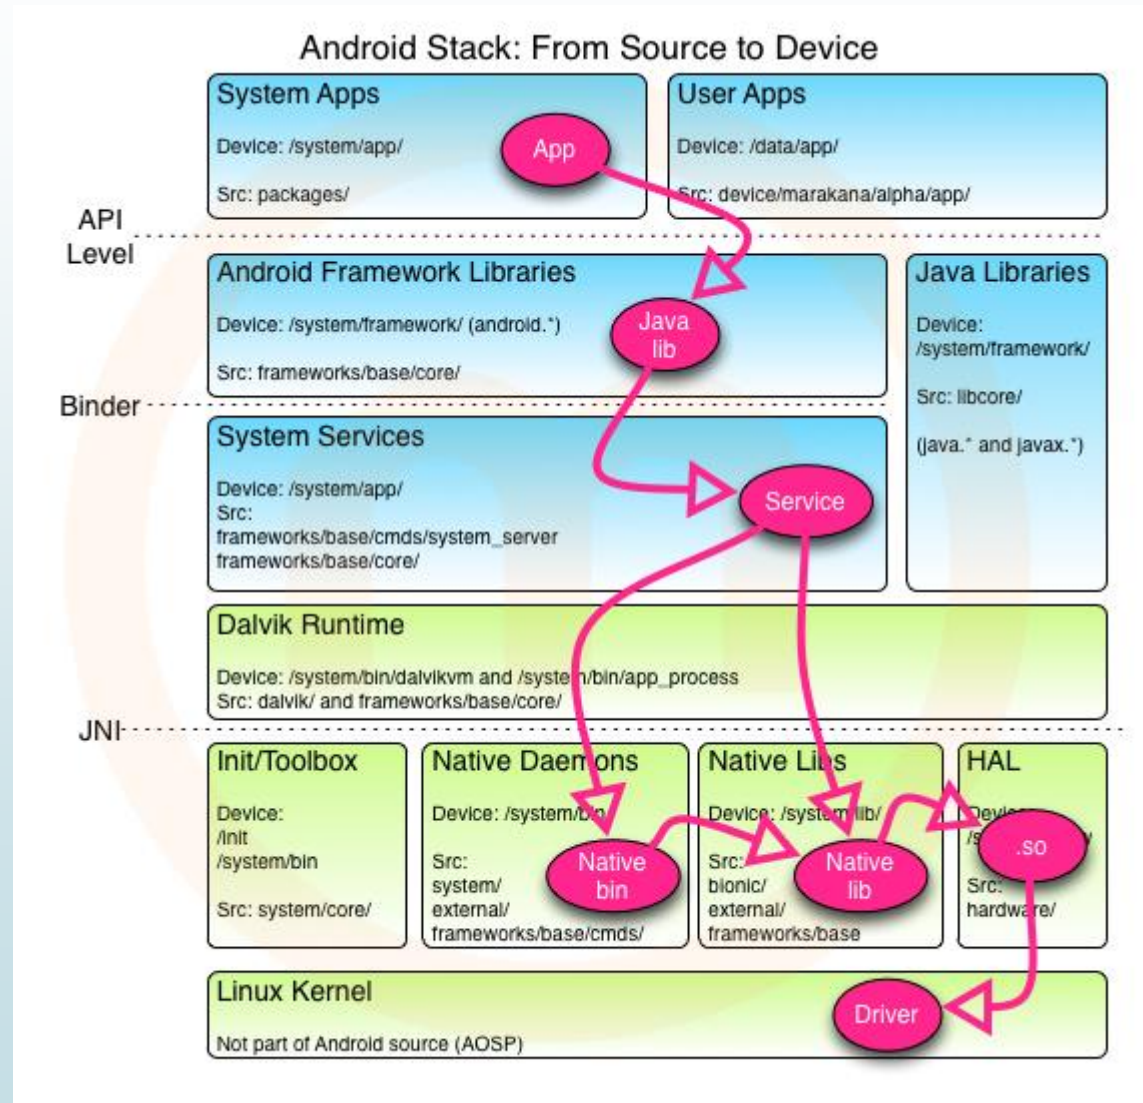 Android Stack: From Source to Device
System Apps
Device: /system/app/
Src: packages/
App
User Apps
Device: /data/app/
Src: device/marakana/alpha/app/
API
Level
Android Framework Libraries
Device: /system/framework/ (android.*)
Src: frameworks/base/core/
Java
lib
Java Libraries
Device:
/system/framework/
Src: libcore/
(java.* and javax.*)
Binder
System Services
Device: /system/app/
Src:
frameworks/base/cmds/system_server
frameworks/base/core/
Service
Dalvik Runtime
Device: /system/bin/dalvikvm and /system/bin/app_process
Src: dalvik/ and frameworks/base/core/
JNI
Init/Toolbox
Device:
/init
/system/bin
Src: system/core/
Native Daemons
Device: /system/bin/
Src:
system/
external/
frameworks/base/cmds/
Native
bin
Native Libs
Device: /system/lib/
Src:
bionic/
external/
frameworks/base
Native
lib
HAL
Device:
.so
Src:
hardware/
Linux Kernel
Not part of Android source (AOSP)
Driver